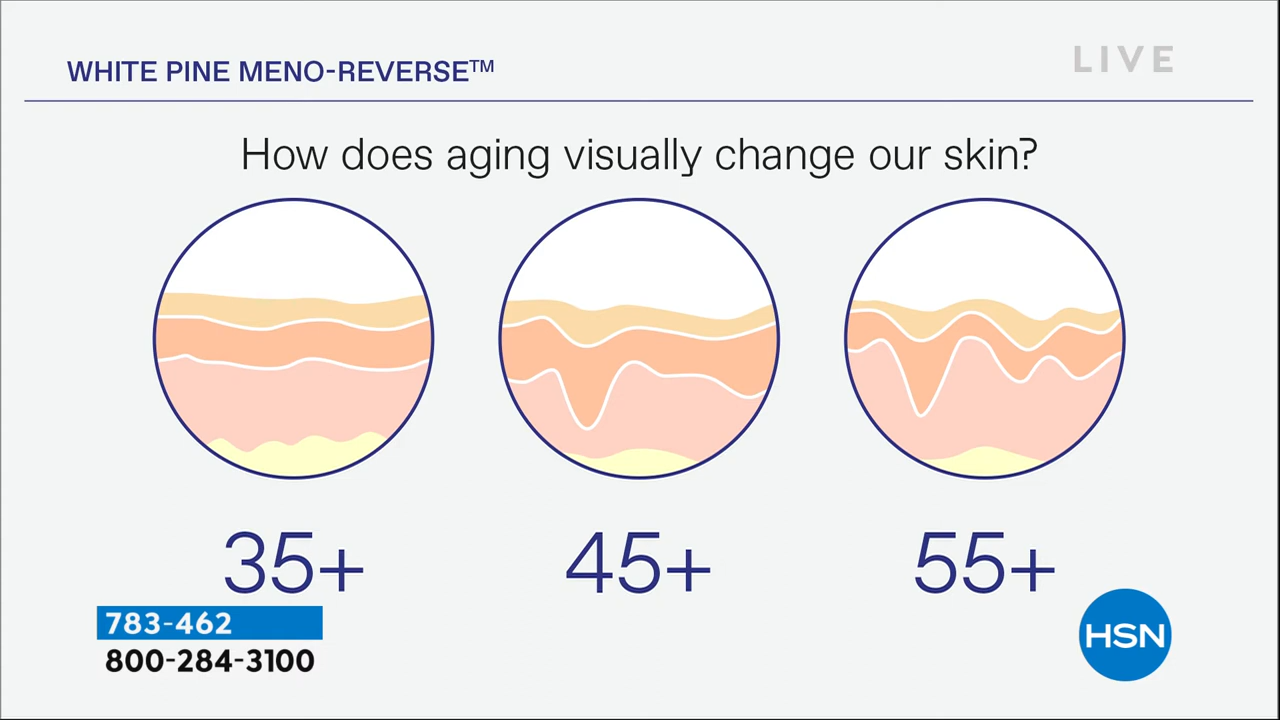 WHITE PINE MENO-REVERSE™
LIVE
How does aging visually change our skin?
35+
45+
55+
783-462
800-284-3100
HSN